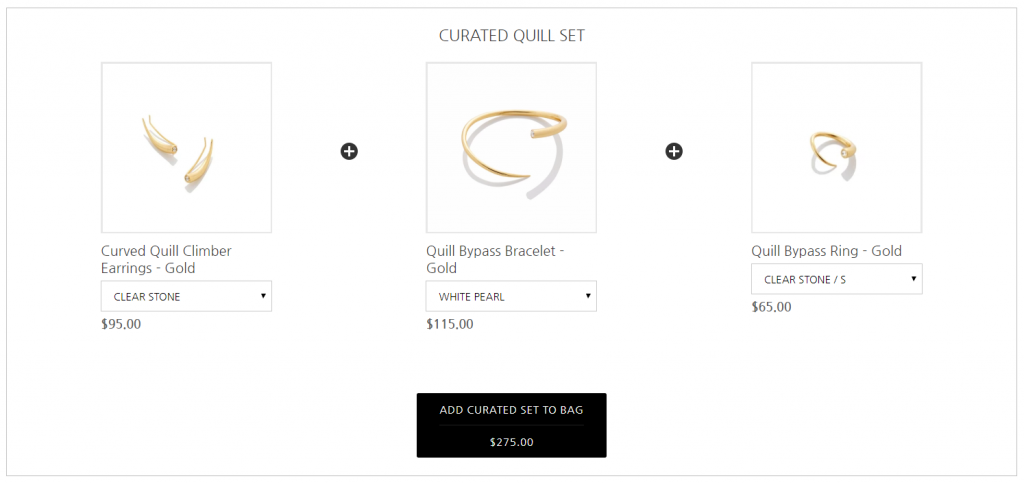 CURATED QUILL SET
Curved Quill Climber
Earrings - Gold
CLEAR STONE
$95.00
Quill Bypass Bracelet -
Gold
WHITE PEARL
$115.00
Quill Bypass Ring - Gold
CLEAR STONE / S
$65.00
ADD CURATED SET TO BAG
$275.00